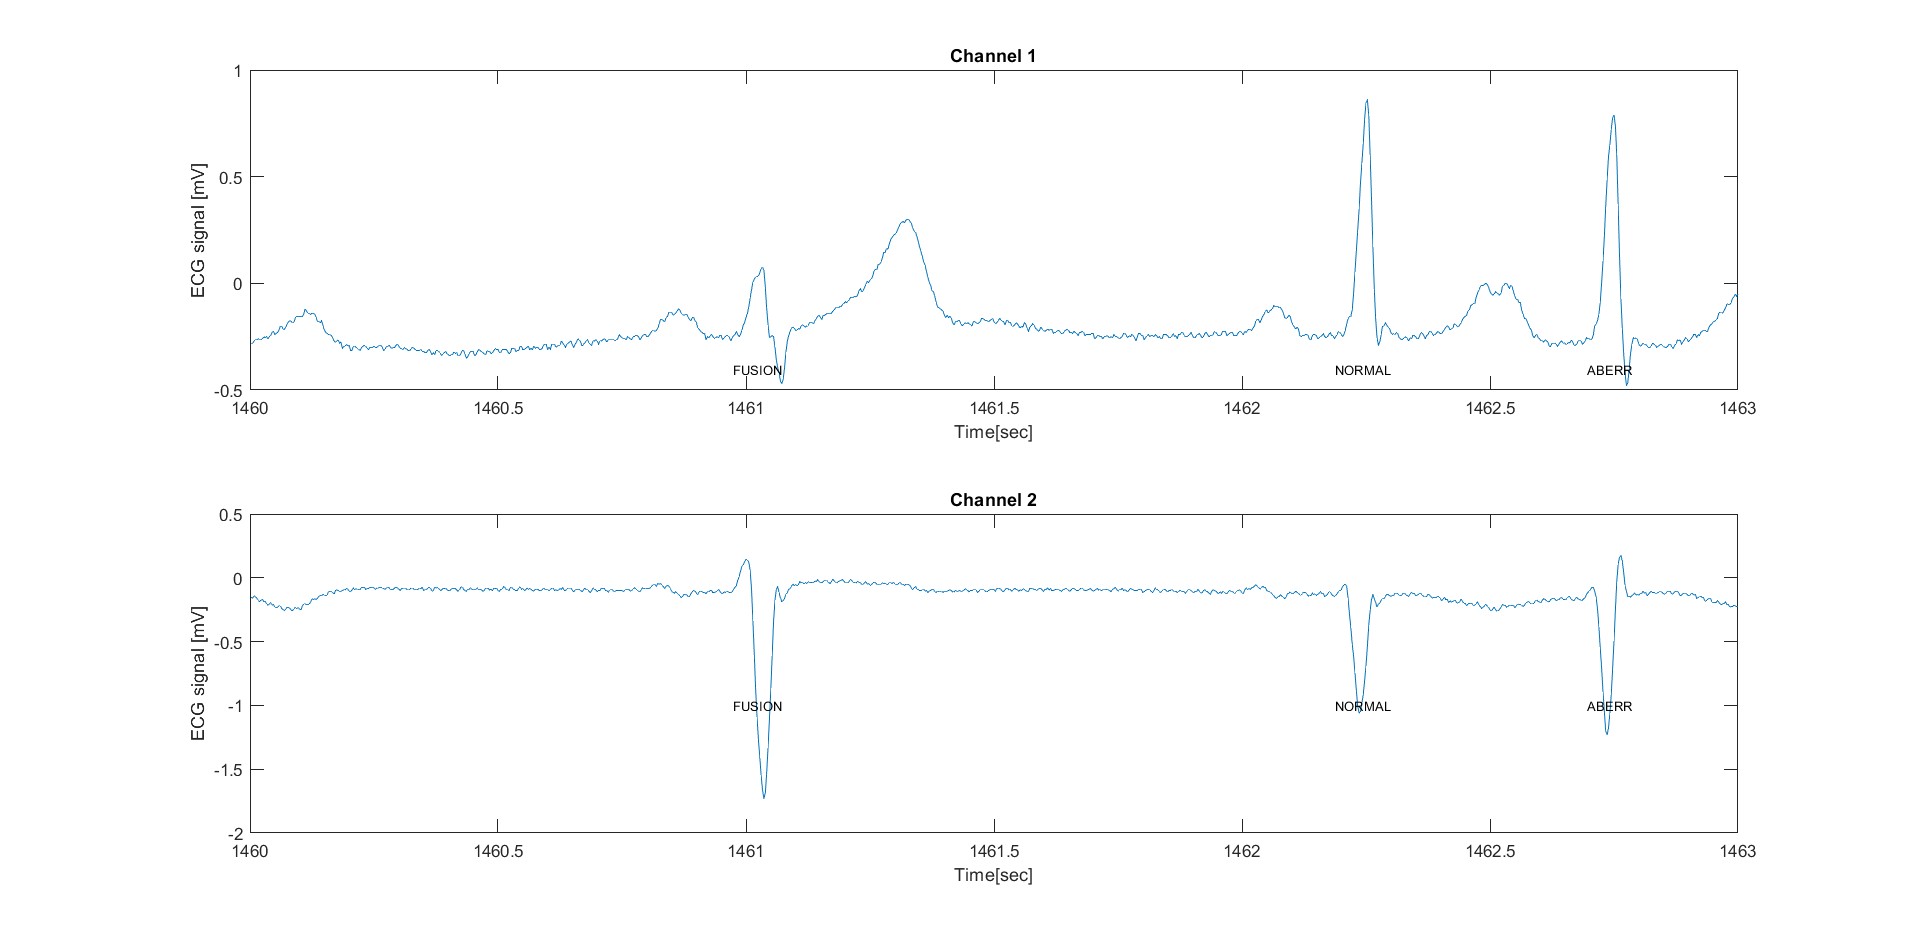 Channel 1
1
0.5
0
-0.5
ECG signal [mV]
FUSION NORMAL ABERR
1460 1460.5 1461 1461.5 1462 1462.5 1463
Time[sec]
Channel 2
0.5
0
-0.5
-1
-1.5
-2
ECG signal [mV]
FUSION NORMAL ABERR
1460 1460.5 1461 1461.5 1462 1462.5 1463
Time[sec]